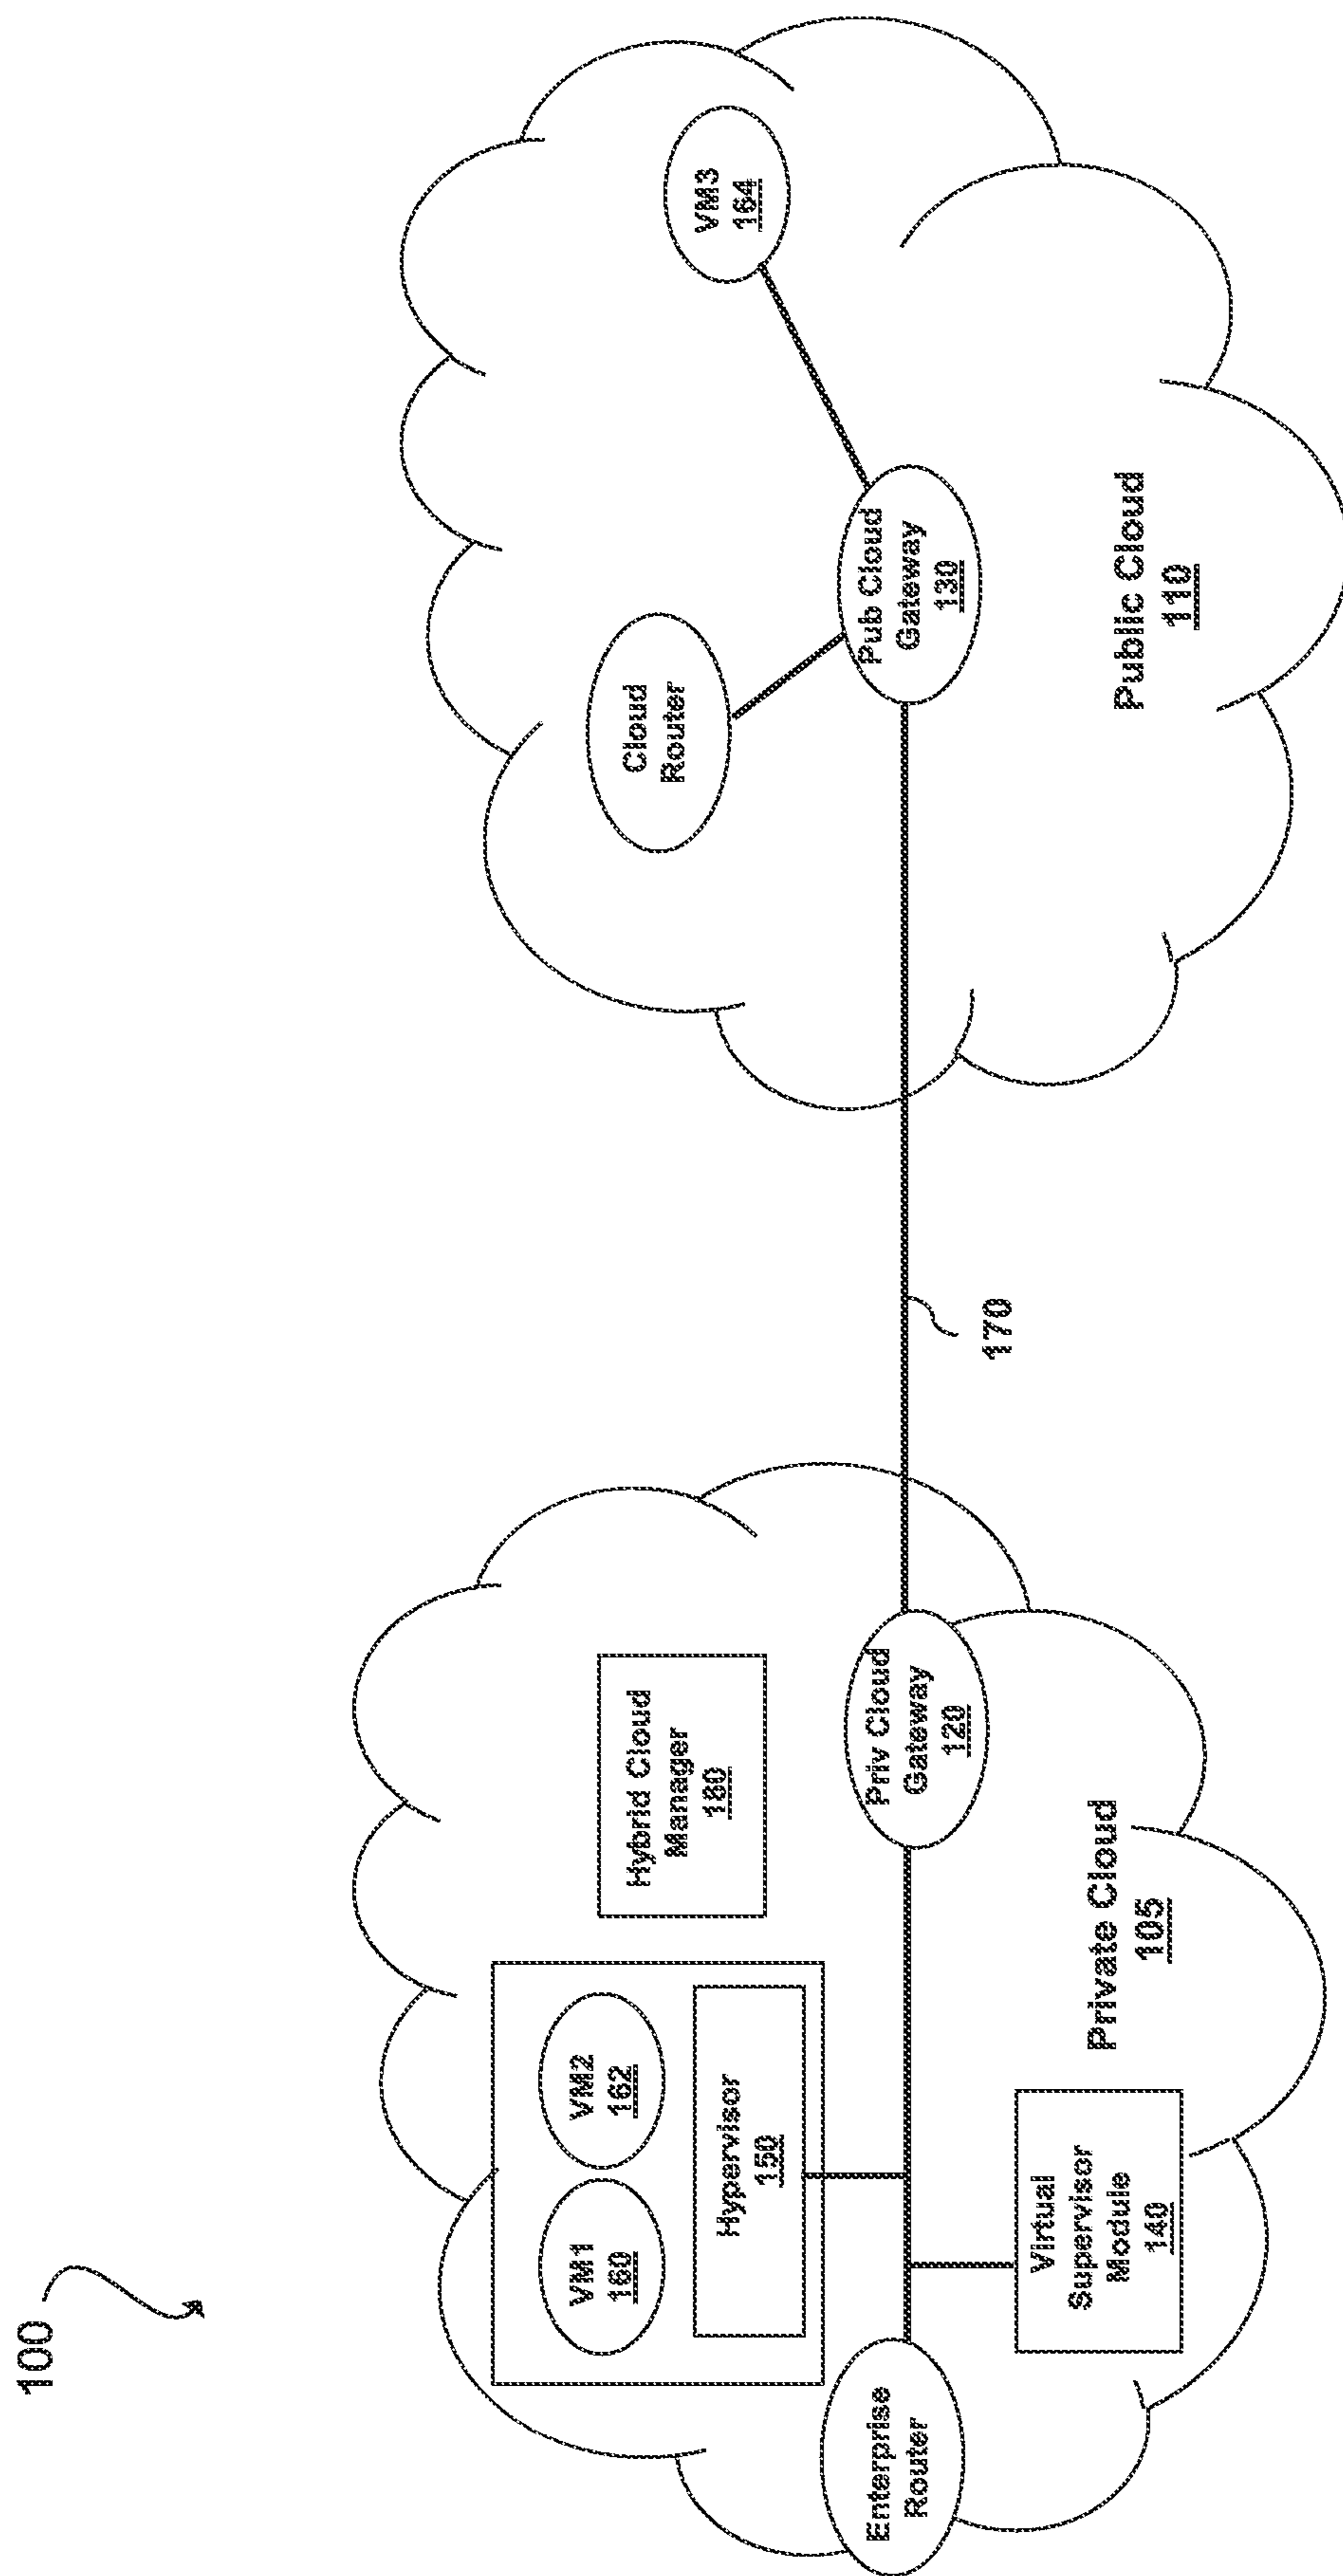 100
VM1
160
VM2
162
Hypervisor
150
Hybrid Cloud
Manager
180
Enterprise
Router
Priv Cloud
Gateway
120
Virtual
Supervisor
Module
140
Private Cloud
105
170
Cloud
Router
VM3
164
Pub Cloud
Gateway
130
Public Cloud
110